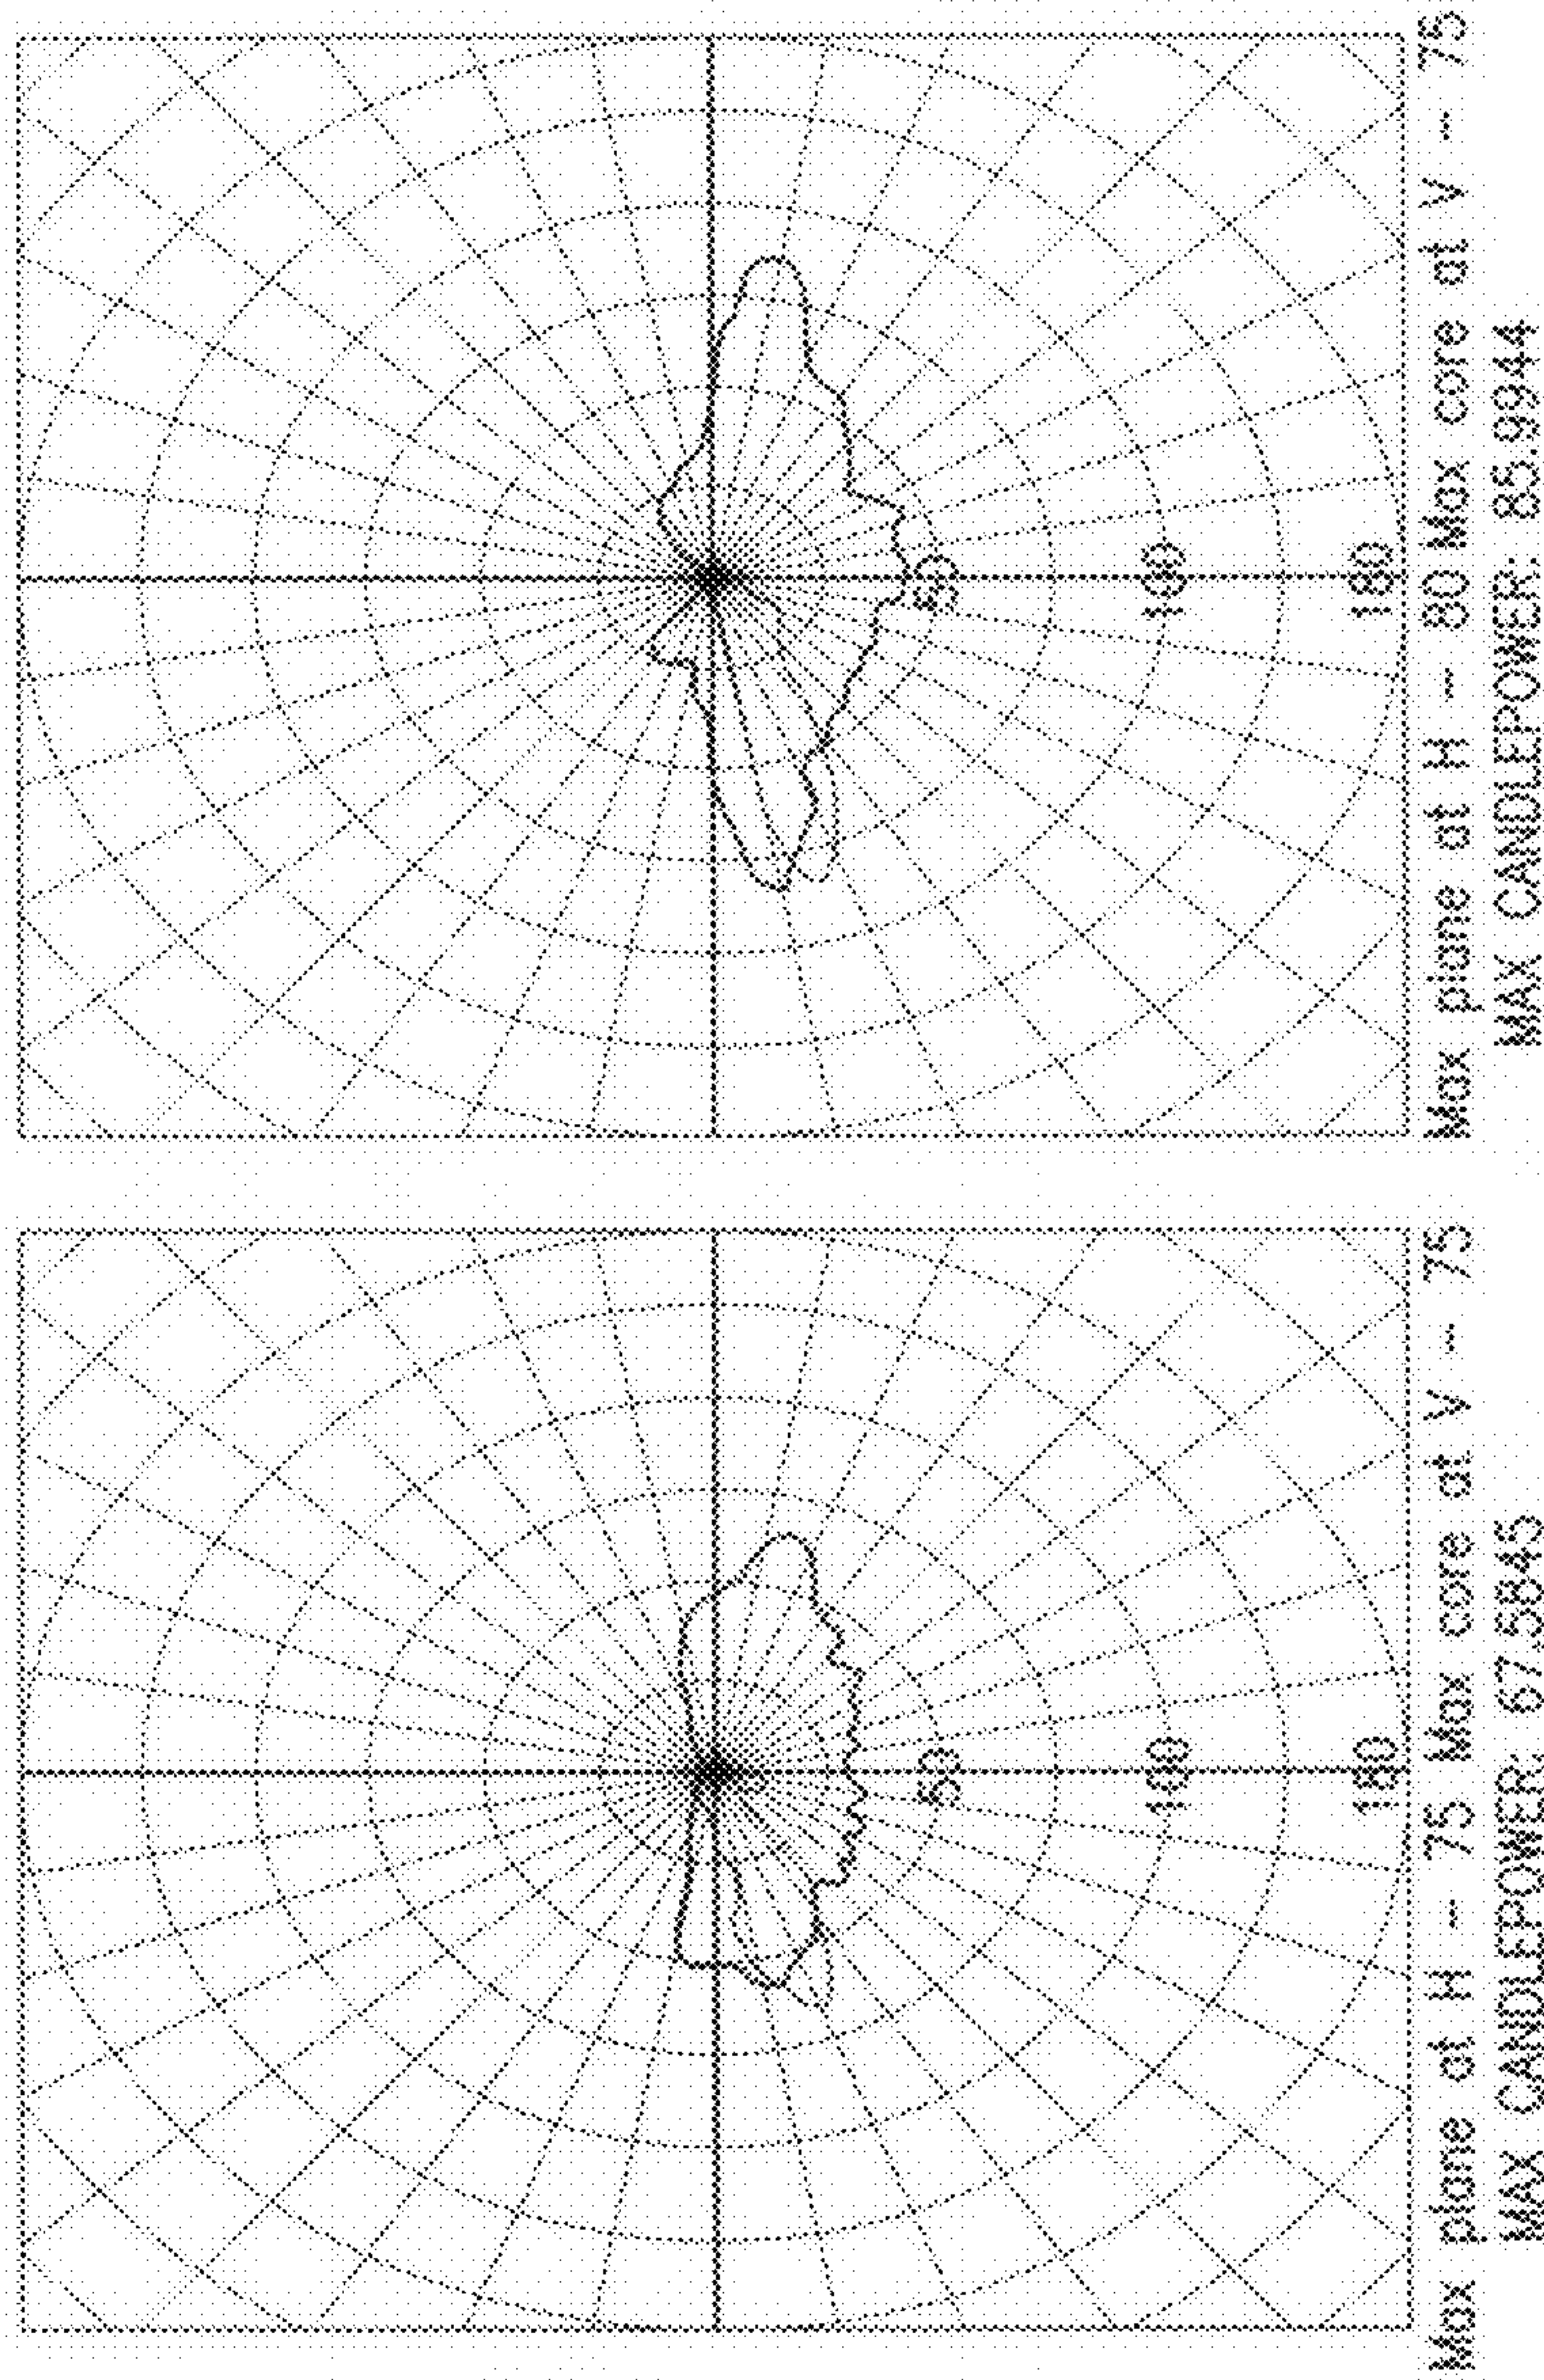 50
100
150
Max plane at H - 75 Max core at V - 75
MAX CANDLEPOWER: 67.5845
50
100
150
Max plane at H - 80 Max core at V - 75
MAX CANDLEPOWER: 85.9944